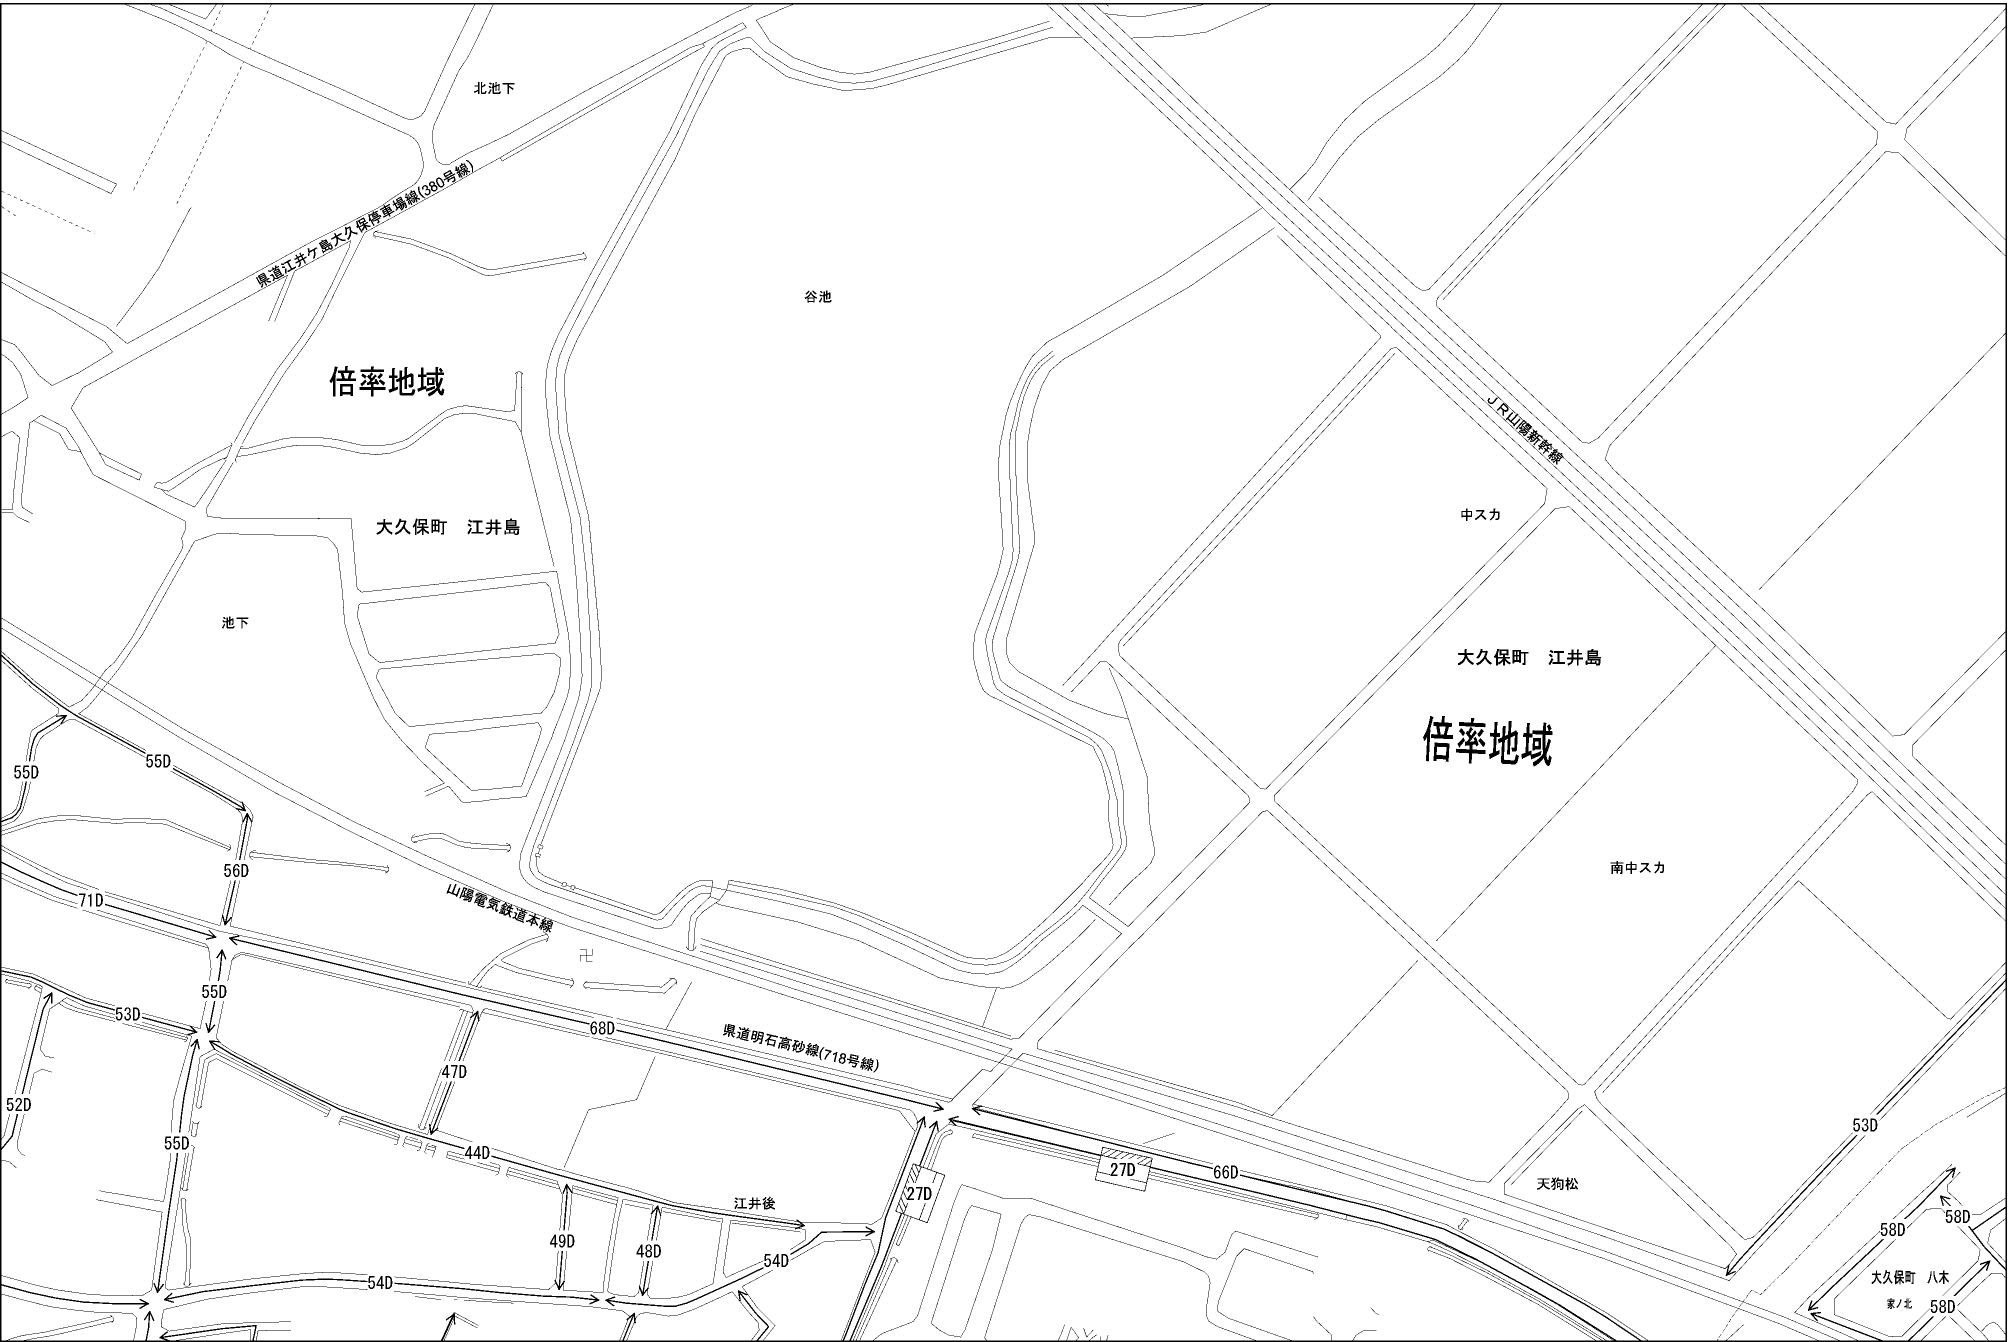 北池下
県道江井ケ島大久保停車場線(380号線)
谷池
倍率地域
JR山陽新幹線
中スカ
大久保町　江井島
池下
大久保町　江井島
倍率地域
55D
55D
南中スカ
56D
71D
山陽電気鉄道本線
卍
55D
53D
68D
県道明石高砂線(718号線)
47D
52D
53D
55D
44D
27D
66D
27D
天狗松
江井後
58D
58D
49D
48D
54D
54D
大久保町　八木
家ノ北
58D